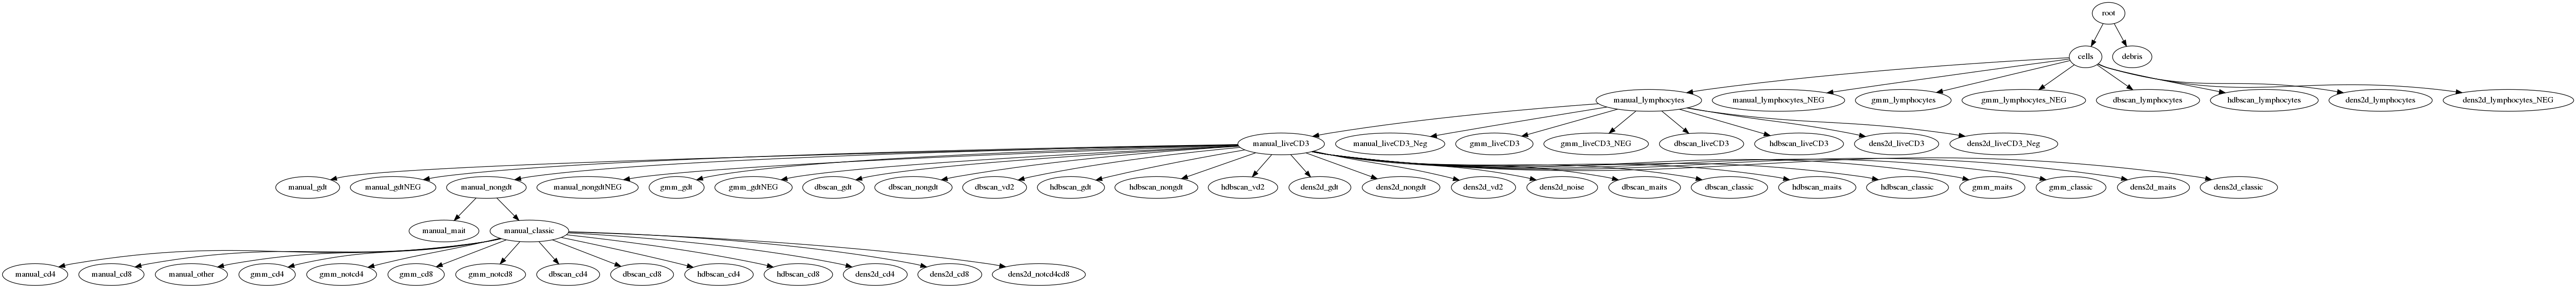 root
cells
debris
manual_lymphocytes
manual_lymphocytes_NEG
gmm_lymphocytes
gmm_lymphocytes_NEG
dbscan_lymphocytes
hdbscan_lymphocytes
dens2d_lymphocytes
dens2d_lymphocytes_NEG
manual_liveCD3
manual_liveCD3_Neg
gmm_liveCD3
gmm_liveCD3_NEG
dbscan_liveCD3
hdbscan_liveCD3
dens2d_liveCD3
dens2d_liveCD3_Neg
manual_gdt
manual_gdtNEG
manual_nongdt
manual_nongdtNEG
gmm_gdt
gmm_gdtNEG
dbscan_gdt
dbscan_nongdt
dbscan_vd2
hdbscan_gdt
hdbscan_nongdt
hdbscan_vd2
dens2d_gdt
dens2d_nongdt
dens2d_vd2
dens2d_noise
dbscan_maits
dbscan_classic
hdbscan_maits
hdbscan_classic
gmm_maits
gmm_classic
dens2d_maits
dens2d_classic
manual_mait
manual_classic
manual_cd4
manual_cd8
manual_other
gmm_cd4
gmm_notcd4
gmm_cd8
gmm_notcd8
dbscan_cd4
dbscan_cd8
hdbscan_cd4
hdbscan_cd8
dens2d_cd4
dens2d_cd8
dens2d_notcd4cd8